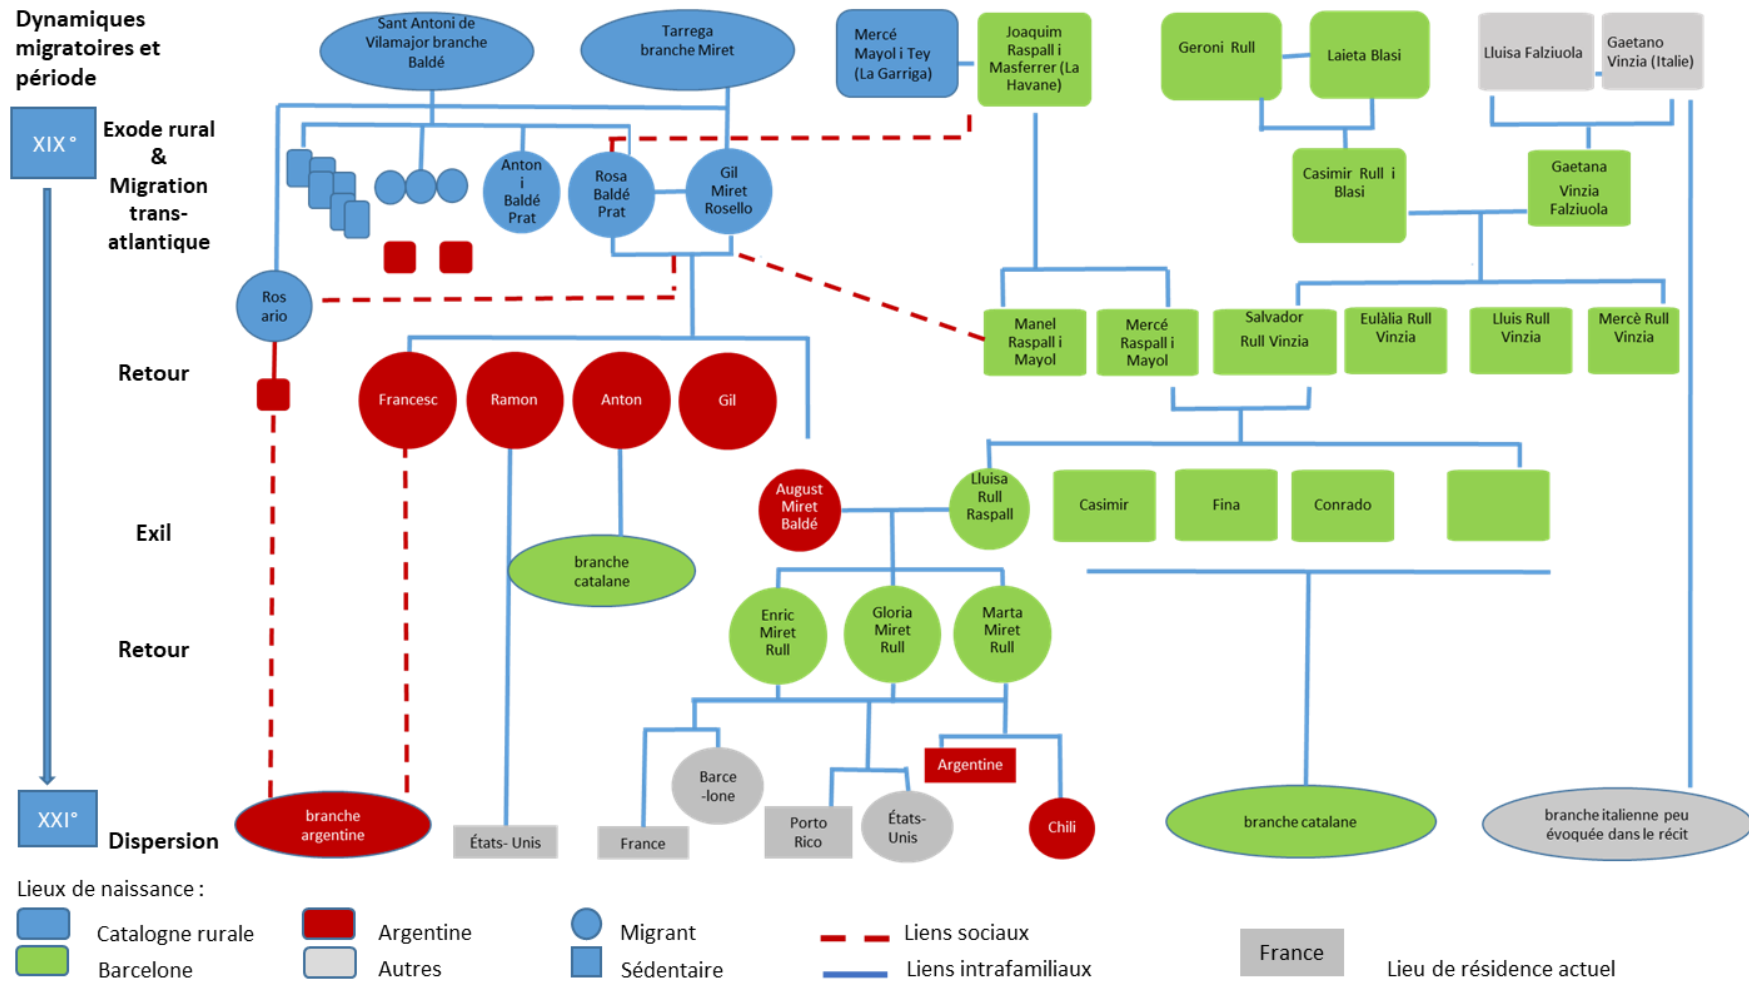 Dynamiques
migratoires et
période
XIX°
Exode rural
&
Migration
trans-
atlantique
Retour
Exil
Retour
XXI°
Dispersion
Sant Antoni de
Vilamajor branche
Baldé
Tarrega
branche Miret
Mercé
Mayol i Tey
(La Garriga)
Joaquim
Raspall i
Masferrer (La
Havane)
Geroni Rull
Laieta Blasi
Lluisa Falziuola
Gaetano
Vinzia (Italie)
Anton
i
Baldé
Prat
Rosa
Baldé
Prat
Gil
Miret
Rosello
Casimir Rull i
Blasi
Gaetana
Vinzia
Falziuola
Ros
ario
Manel
Raspall i
Mayol
Mercé
Raspall i
Mayol
Salvador
Rull Vinzia
Eulàlia Rull
Vinzia
Lluis Rull
Vinzia
Mercè Rull
Vinzia
Francesc
Ramon
Anton
Gil
August
Miret
Baldé
Lluisa
Rull
Raspall
Casimir
Fina
Conrado
branche
catalane
Enric
Miret
Rull
Gloria
Miret
Rull
Marta
Miret
Rull
Barce
-lone
Argentine
branche
argentine
États- Unis
France
Porto
Rico
États-
Unis
Chili
branche catalane
branche italienne peu
évoquée dans le récit
Lieux de naissance :
Catalogne rurale
Argentine
Migrant
Liens sociaux
France
Barcelone
Autres
Sédentaire
Liens intrafamiliaux
Lieu de résidence actuel